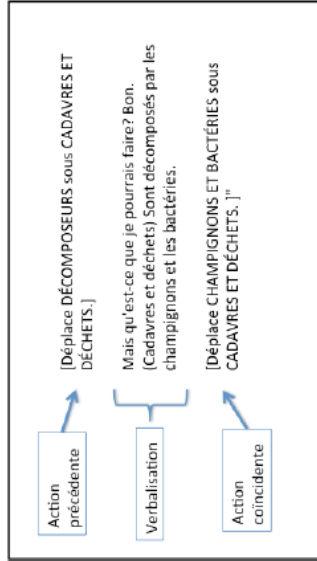 Action
précédente
[Déplace DÉCOMPOSEURS sous CADAVRES ET
DÉCHETS.]
Verbalisation
Mais qu'est-ce que je pourrais faire? Bon.
(Cadavres et déchets) Sont décomposés par les
champignons et les bactéries.
Action
coïncidente
[Déplace CHAMPIGNONS ET BACTÉRIES sous
CADAVRES ET DÉCHETS. ]"